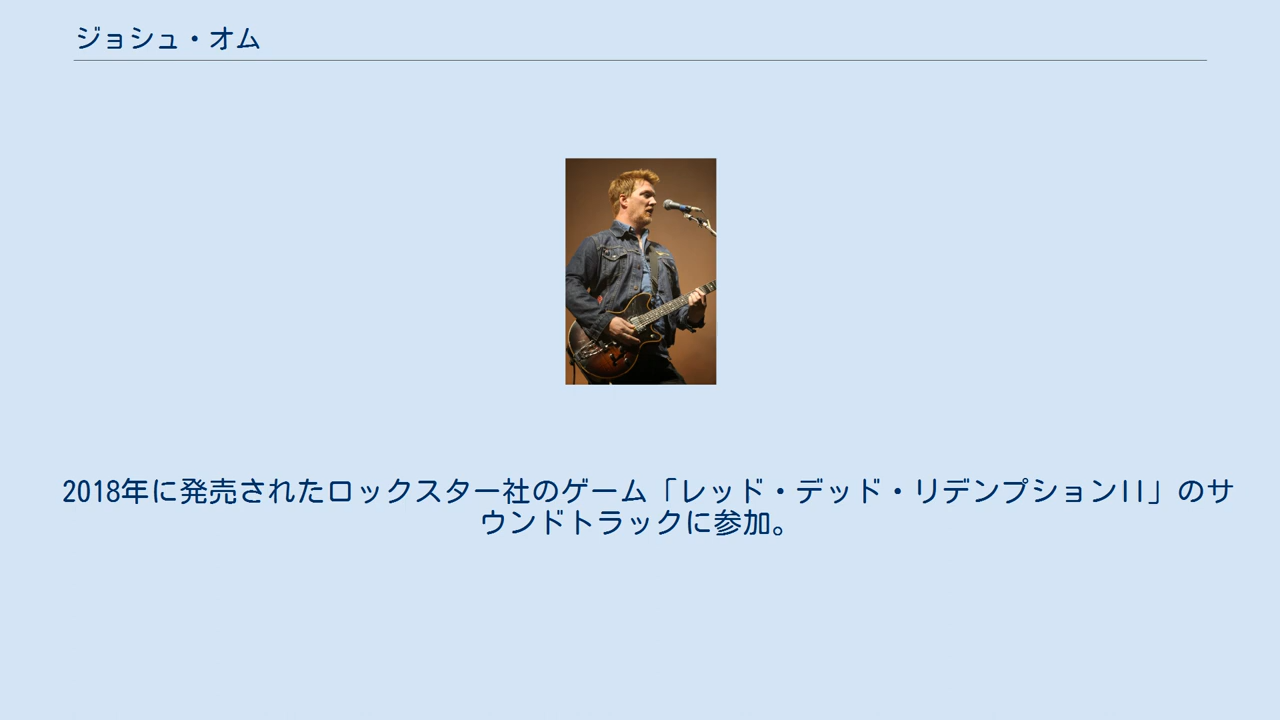 ジョシュ・オム
2018年に発売されたロックスター社のゲーム「レッド・デッド・リデンプションII」のサ
ウンドトラックに参加。